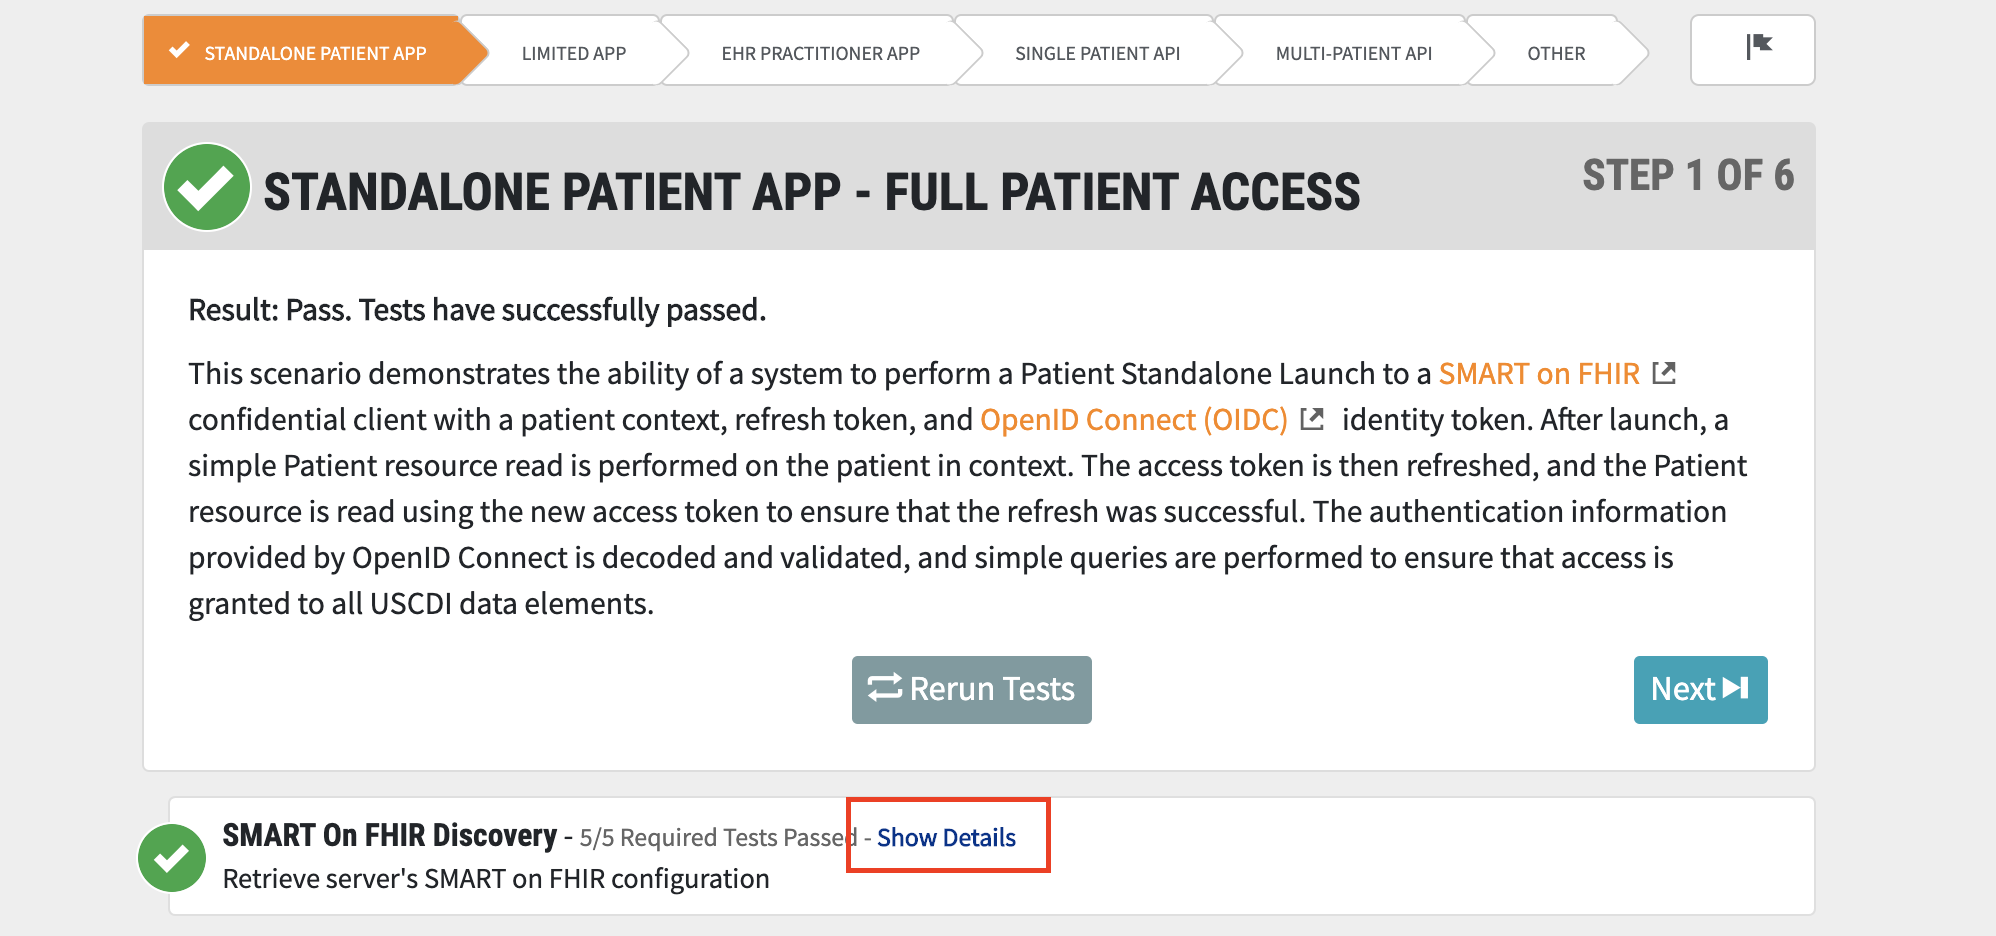 STANDALONE PATIENT APP
LIMITED APP
EHR PRACTITIONER APP
SINGLE PATIENT API
MULTI-PATIENT API
OTHER
STANDALONE PATIENT APP - FULL PATIENT ACCESS
STEP 1 OF 6
Result: Pass. Tests have successfully passed.
This scenario demonstrates the ability of a system to perform a Patient Standalone Launch to a SMART on FHIR
confidential client with a patient context, refresh token, and OpenID Connect (OIDC) identity token. After launch, a
simple Patient resource read is performed on the patient in context. The access token is then refreshed, and the Patient
resource is read using the new access token to ensure that the refresh was successful. The authentication information
provided by OpenID Connect is decoded and validated, and simple queries are performed to ensure that access is
granted to all USCDI data elements.
Rerun Tests
Next
SMART On FHIR Discovery - 5/5 Required Tests Passed - Show Details
Retrieve server's SMART on FHIR configuration